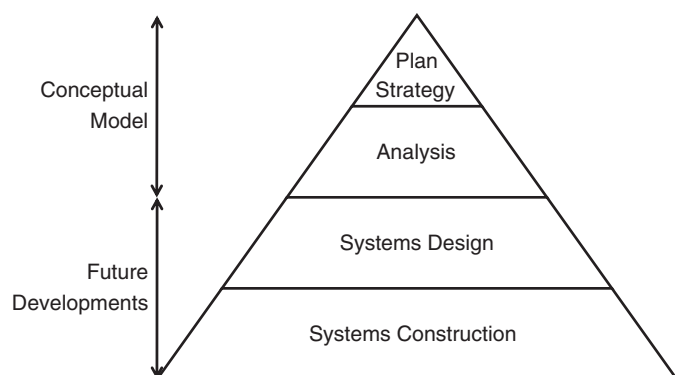 Plan
Strategy
Conceptual
Model
Analysis
Systems Design
Future
Developments
Systems Construction